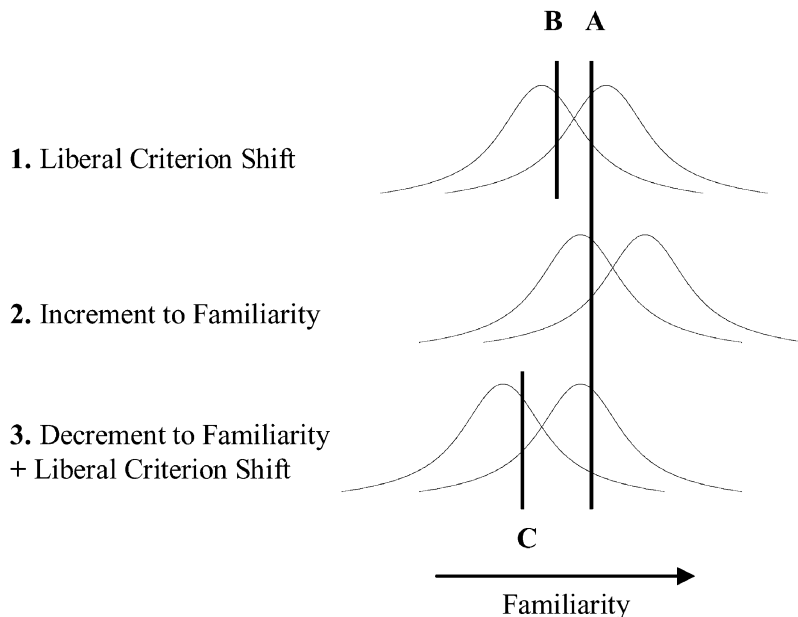 B A
1. Liberal Criterion Shift
2. Increment to Familiarity
3. Decrement to Familiarity
+ Liberal Criterion Shift
C
Familiarity